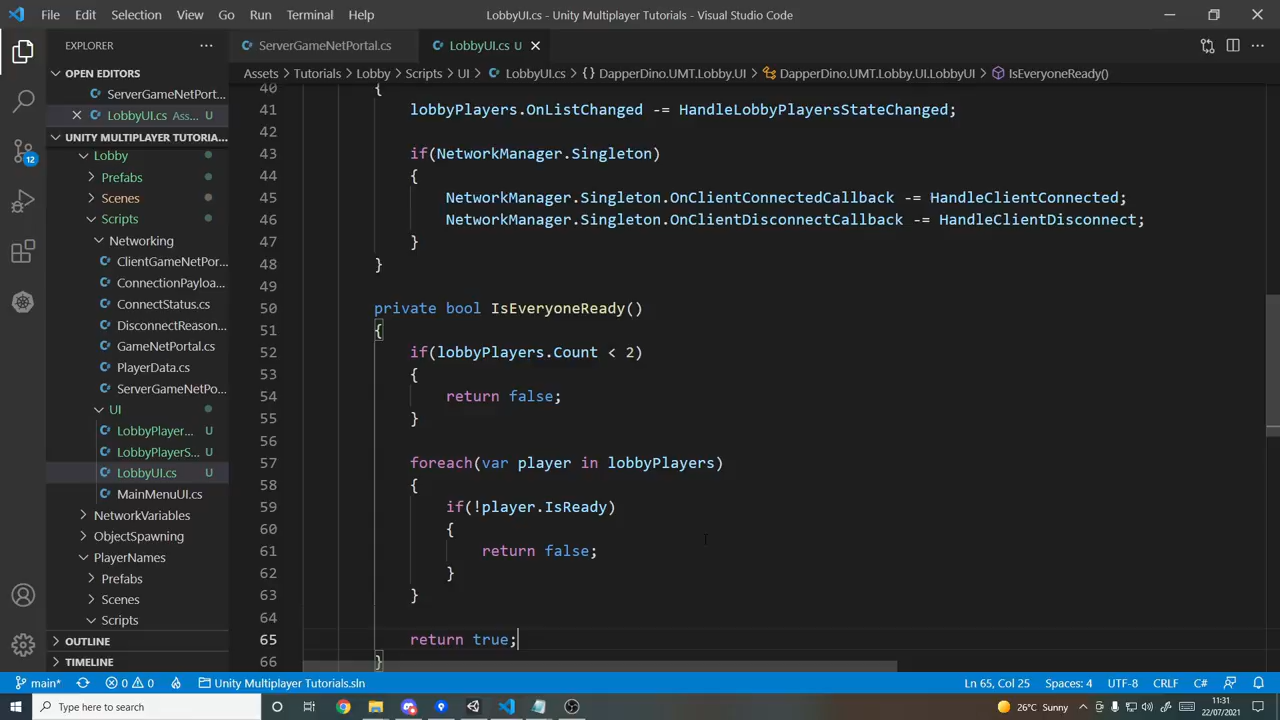 File Edit Selection View Go Run Terminal Help LobbyUI.cs - Unity Multiplayer Tutorials - Visual Studio Code
EXPLORER ··· ServerGameNetPortal.cs LobbyUI.cs U
OPEN EDITORS
ServerGameNetPort...
LobbyUI.cs Ass... U
UNITY MULTIPLAYER TUTORIA...
Lobby
Prefabs
Scenes
Scripts
Networking
ClientGameNetPor...
ConnectionPayloa...
ConnectStatus.cs
DisconnectReason...
GameNetPortal.cs
PlayerData.cs
ServerGameNetPo...
UI
LobbyPlayer... U
LobbyPlayerS... U
LobbyUI.cs U
MainMenuUI.cs
NetworkVariables
ObjectSpawning
PlayerNames
Prefabs
Scenes
Scripts
OUTLINE
TIMELINE
12
Assets > Tutorials > Lobby > Scripts > UI > LobbyUI.cs > {} DapperDino.UMT.Lobby.UI > DapperDino.UMT.Lobby.UI.LobbyUI > IsEveryoneReady()
40 {
41 lobbyPlayers.OnListChanged -= HandleLobbyPlayersStateChanged;
42
43 if(NetworkManager.Singleton)
44 {
45 NetworkManager.Singleton.OnClientConnectedCallback -= HandleClientConnected;
46 NetworkManager.Singleton.OnClientDisconnectCallback -= HandleClientDisconnect;
47 }
48 }
49
50 private bool IsEveryoneReady()
51 {
52 if(lobbyPlayers.Count < 2)
53 {
54 return false;
55 }
56
57 foreach(var player in lobbyPlayers)
58 {
59 if(!player.IsReady)
60 {
61 return false;
62 }
63 }
64
65 return true;
66 }
main* 0 0 Unity Multiplayer Tutorials.sln Ln 65, Col 25 Spaces: 4 UTF-8 CRLF C#
Type here to search 26°C Sunny 11:31
22/07/2021